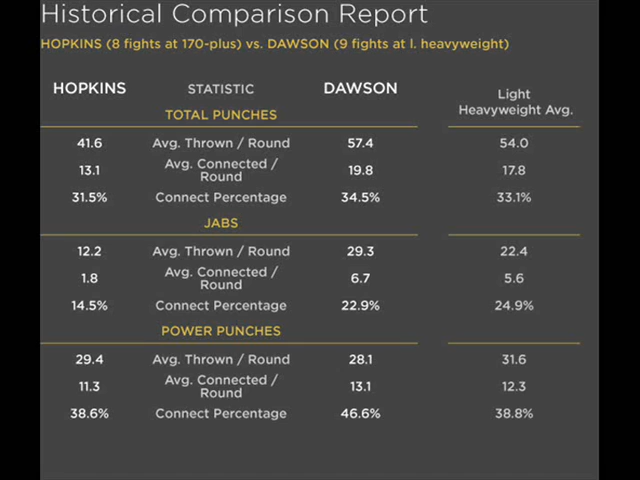 Historical Comparison Report
HOPKINS (8 fights at 170-plus) vs. DAWSON (9 fights at l. heavyweight)
HOPKINS STATISTIC DAWSON Light Heavyweight Avg.
TOTAL PUNCHES
41.6 Avg. Thrown / Round 57.4 54.0
13.1 Avg. Connected / Round 19.8 17.8
31.5% Connect Percentage 34.5% 33.1%
JABS
12.2 Avg. Thrown / Round 29.3 22.4
1.8 Avg. Connected / Round 6.7 5.6
14.5% Connect Percentage 22.9% 24.9%
POWER PUNCHES
29.4 Avg. Thrown / Round 28.1 31.6
11.3 Avg. Connected / Round 13.1 12.3
38.6% Connect Percentage 46.6% 38.8%